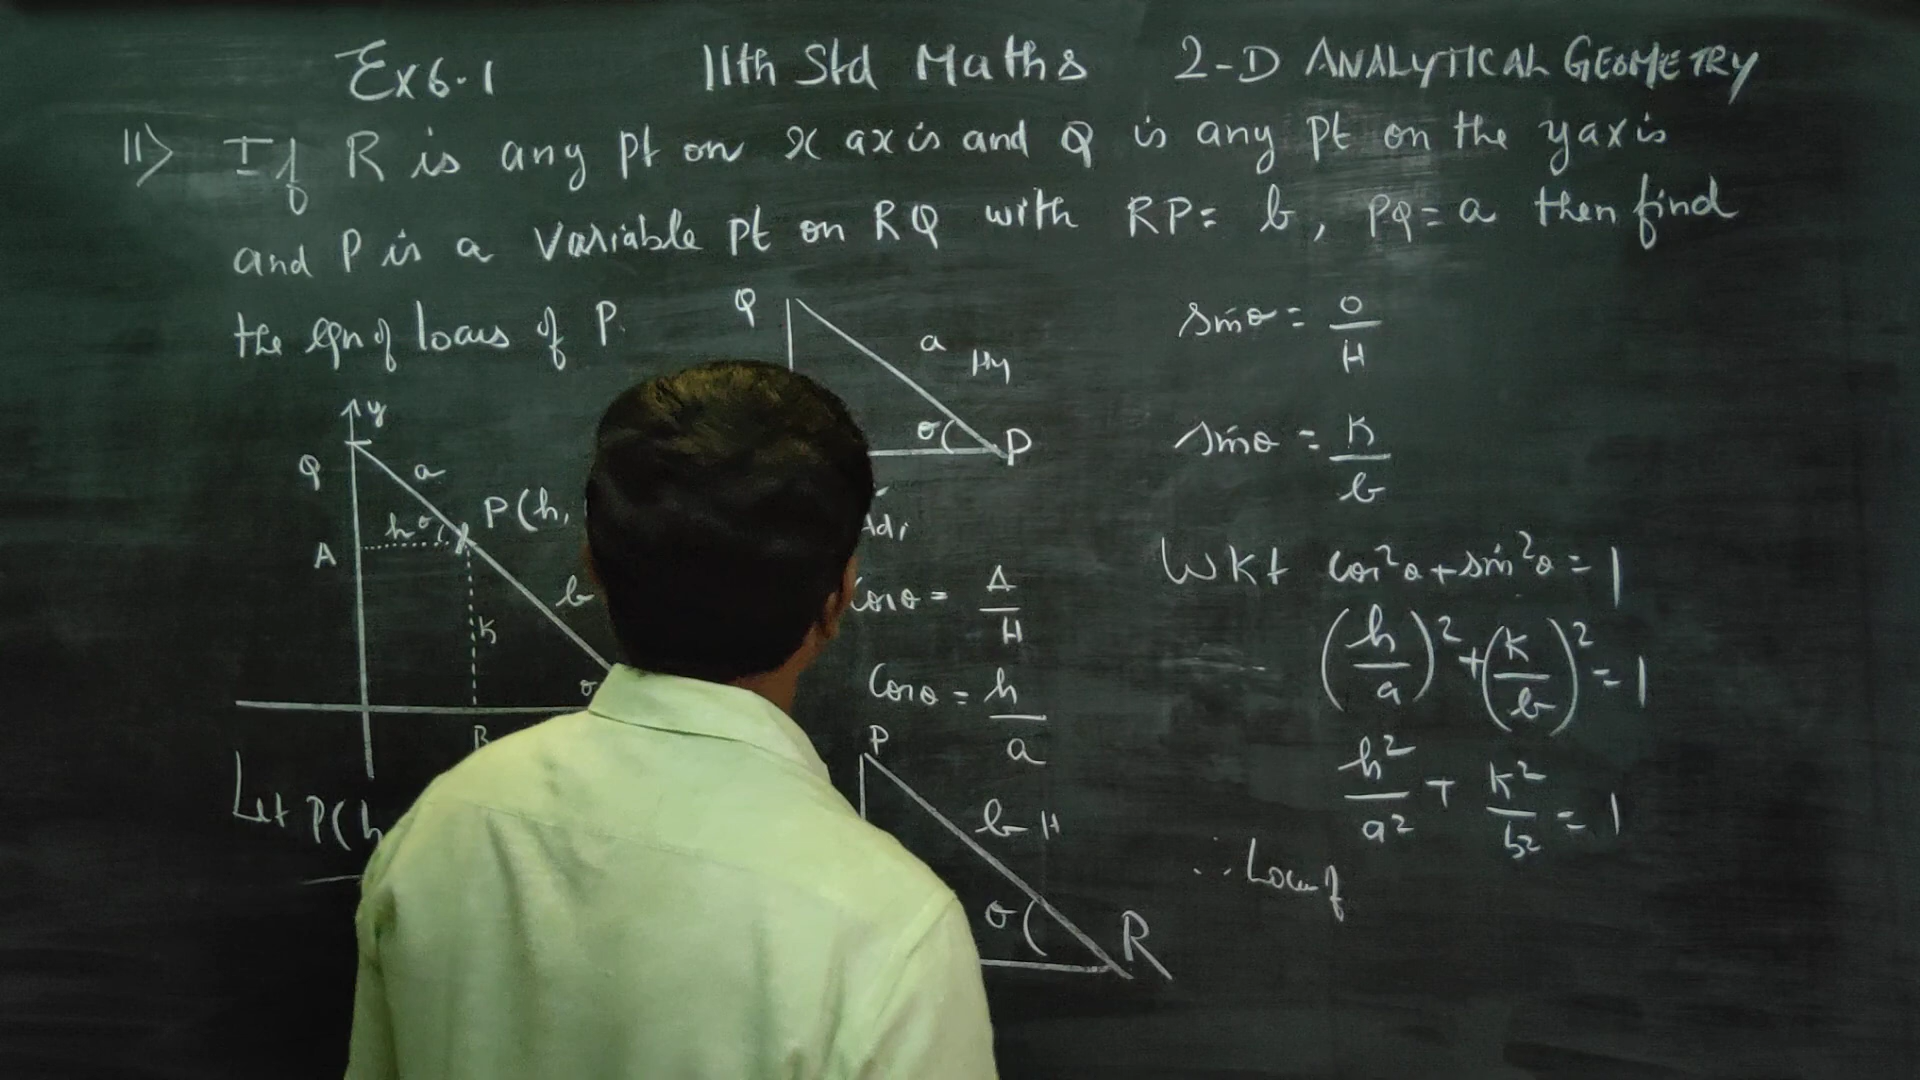 Ex 6.1 11th Std Maths 2-D ANALYTICAL GEOMETRY
11) If R is any pt on x axis and Q is any pt on the y axis
and P is a variable pt on RQ with RP = b, PQ = a then find
the eqn of locus of P.
y
Q
a
P(h,
h θ
A
b
k
θ
B
Let P(h
Q
a Hy
θ P
Adj
Cosθ = A/H
Cosθ = h/a
P
b H
θ R
sinθ = O/H
sinθ = k/b
WKt cos²θ + sin²θ = 1
(h/a)² + (k/b)² = 1
h²/a² + k²/b² = 1
∴ Locus of